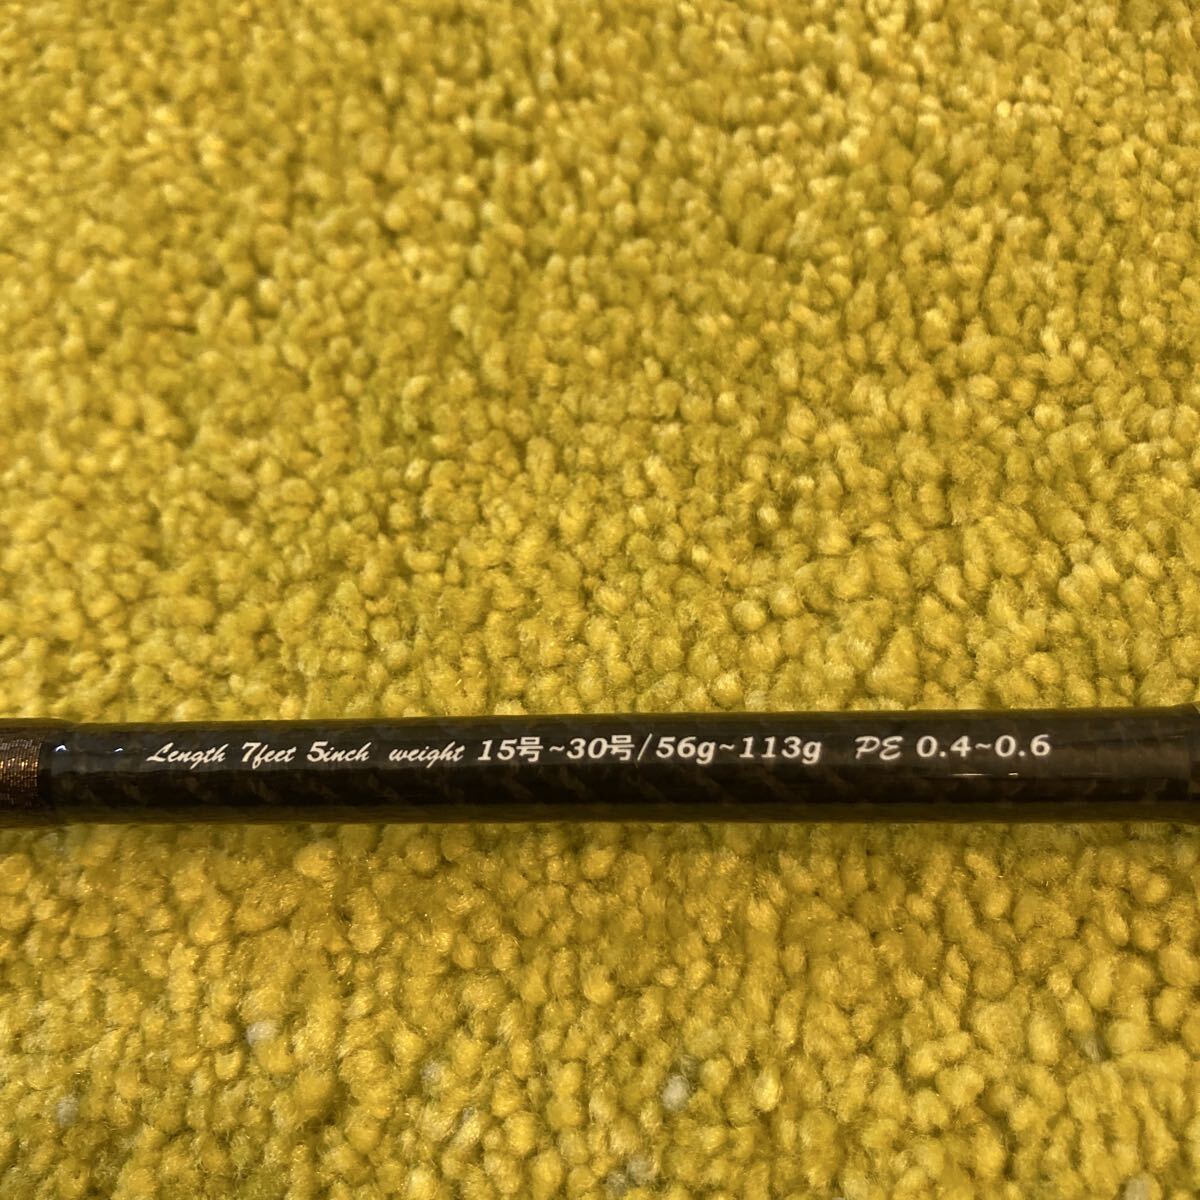 Length 7feet 5inch weight 15号~30号/56g~113g PE 0.4~0.6